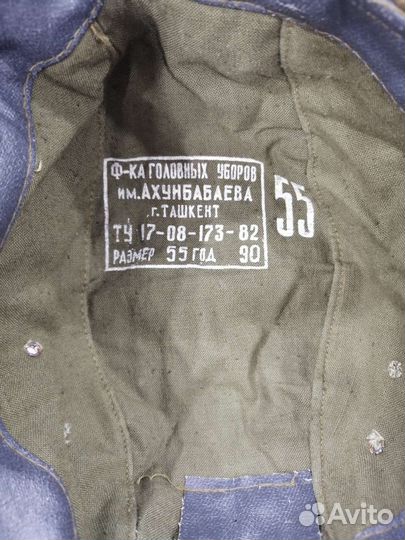 Ф-КА ГОЛОВНЫХ УБОРОВ
ИМ. АХУНБАБАЕВА
г. ТАШКЕНТ
ТУ 17-08-173-82
РАЗМЕР 55 ГОД 90
55
Avito